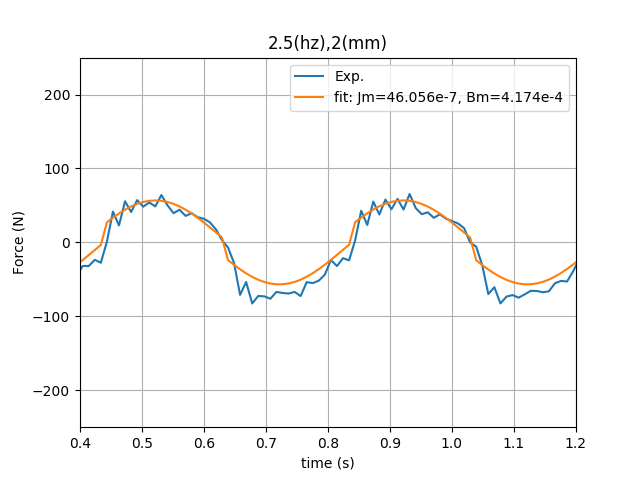 2.5(hz),2(mm)
Exp.
fit: Jm=46.056e-7, Bm=4.174e-4
200
100
0
−100
−200
Force (N)
0.4 0.5 0.6 0.7 0.8 0.9 1.0 1.1 1.2
time (s)